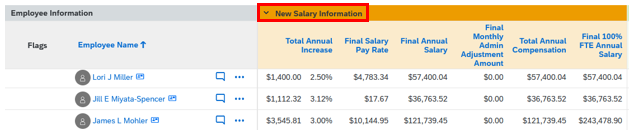 Employee Information New Salary Information
Flags Employee Name ↑ Total Annual Increase Final Salary Pay Rate Final Annual Salary Final Monthly Admin Adjustment Amount Total Annual Compensation Final 100% FTE Annual Salary
Lori J Miller $1,400.00 2.50% $4,783.34 $57,400.04 $0.00 $57,400.04 $57,400.04
Jill E Miyata-Spencer $1,112.32 3.12% $17.67 $36,763.52 $0.00 $36,763.52 $36,763.52
James L Mohler $3,545.81 3.00% $10,144.95 $121,739.45 $0.00 $121,739.45 $243,478.90